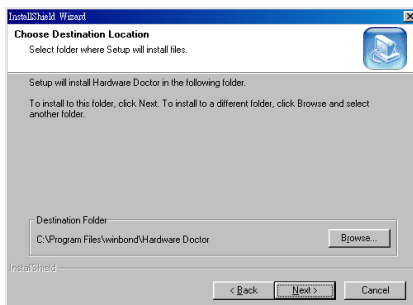 InstallShield Wizard
Choose Destination Location
Select folder where Setup will install files.
Setup will install Hardware Doctor in the following folder.
To install to this folder, click Next. To install to a different folder, click Browse and select
another folder.
Destination Folder
C:\Program Files\winbond\Hardware Doctor
Browse...
InstallShield
< Back
Next >
Cancel